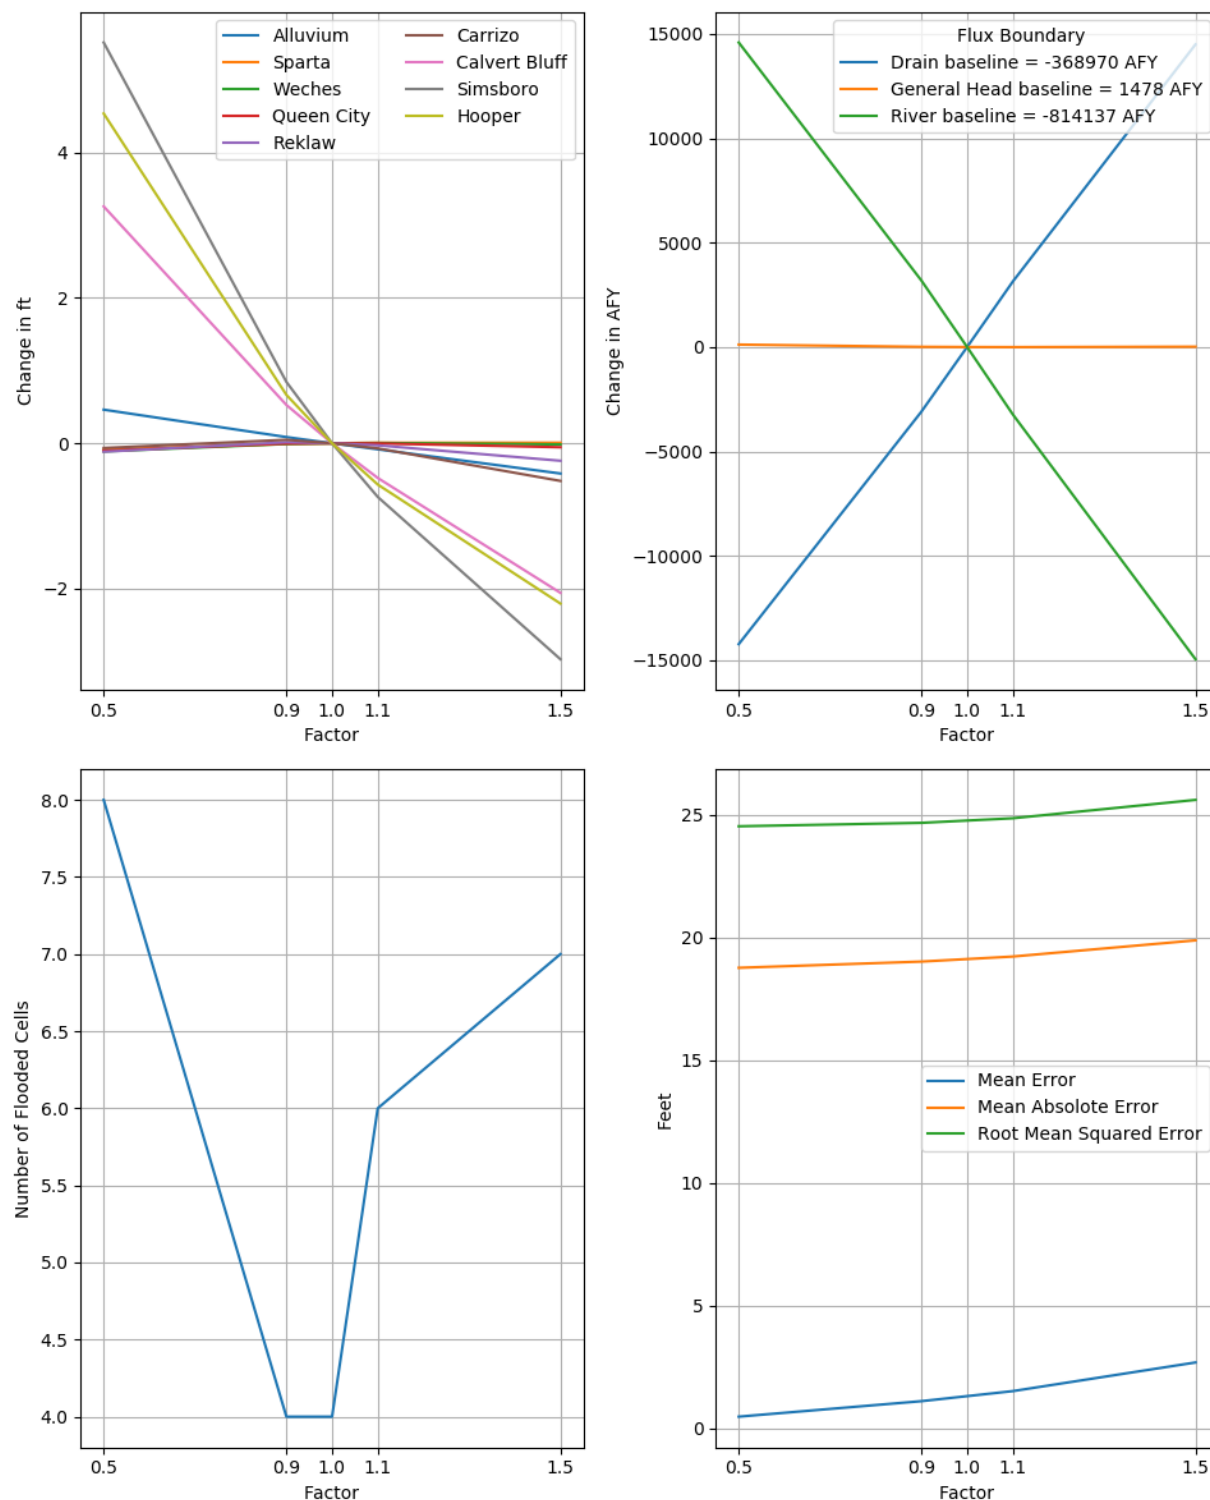 Alluvium
Sparta
Weches
Queen City
Reklaw
Carrizo
Calvert Bluff
Simsboro
Hooper
4
2
0
−2
Change in ft
0.5
0.9
1.0
1.1
1.5
Factor
Flux Boundary
Drain baseline = -368970 AFY
General Head baseline = 1478 AFY
River baseline = -814137 AFY
15000
10000
5000
0
−5000
−10000
−15000
Change in AFY
0.5
0.9
1.0
1.1
1.5
Factor
8.0
7.5
7.0
6.5
6.0
5.5
5.0
4.5
4.0
Number of Flooded Cells
0.5
0.9
1.0
1.1
1.5
Factor
25
20
15
10
5
0
Feet
Mean Error
Mean Absolute Error
Root Mean Squared Error
0.5
0.9
1.0
1.1
1.5
Factor